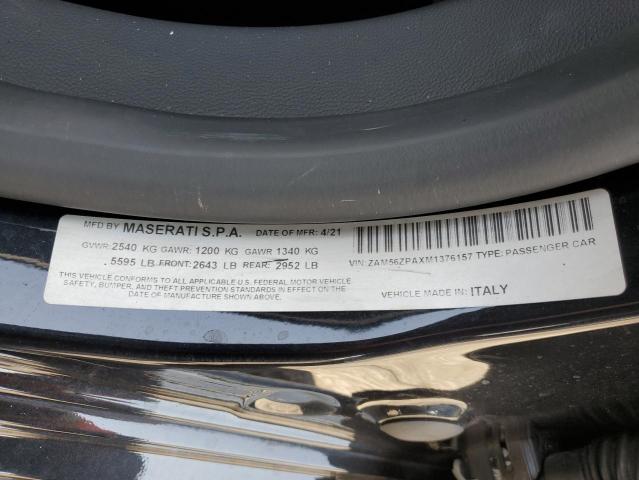 MFD BY MASERATI S.P.A. DATE OF MFR: 4/21
GVWR: 2540 KG GAWR: 1200 KG GAWR 1340 KG
5595 LB FRONT: 2643 LB REAR: 2952 LB
THIS VEHICLE CONFORMS TO ALL APPLICABLE U.S. FEDERAL MOTOR VEHICLE
SAFETY, BUMPER, AND THEFT PREVENTION STANDARDS IN EFFECT ON THE
DATE OF MANUFACTURE SHOWN ABOVE.
VIN: ZAM56ZPAXM1376157 TYPE: PASSENGER CAR
VEHICLE MADE IN: ITALY